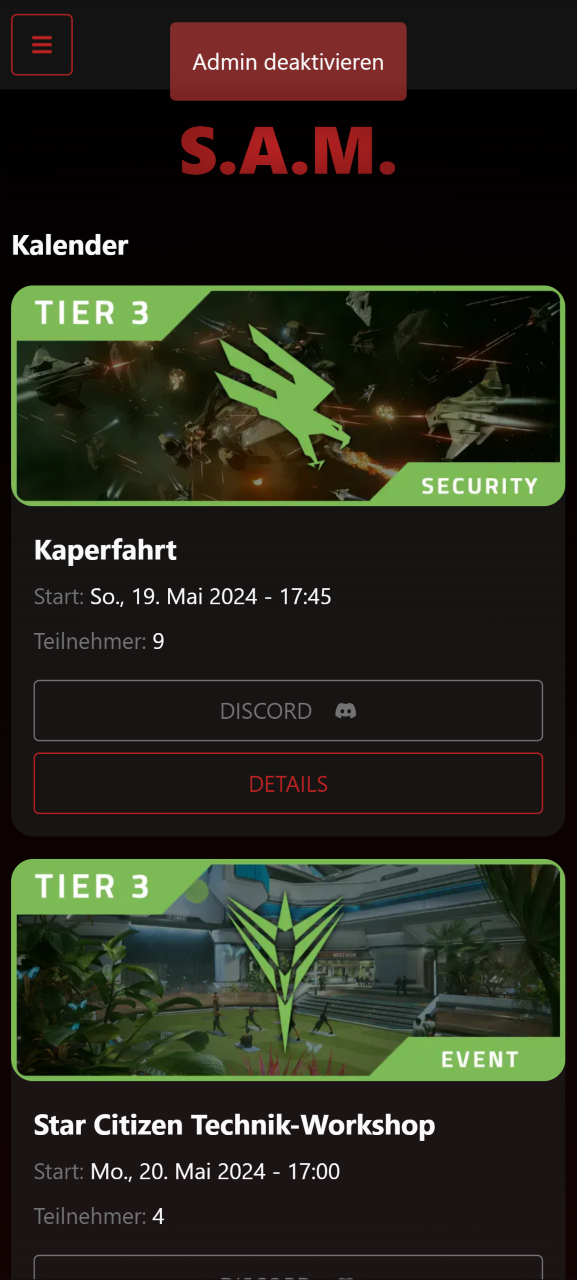 Admin deaktivieren
S.A.M.
Kalender
TIER 3
SECURITY
Kaperfahrt
Start: So., 19. Mai 2024 - 17:45
Teilnehmer: 9
DISCORD
DETAILS
TIER 3
EVENT
Star Citizen Technik-Workshop
Start: Mo., 20. Mai 2024 - 17:00
Teilnehmer: 4